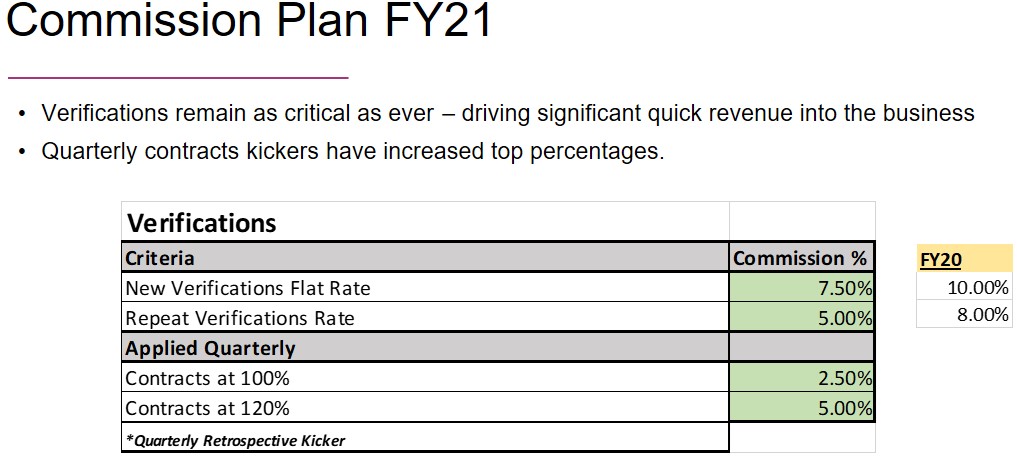 Commission Plan FY21
• Verifications remain as critical as ever – driving significant quick revenue into the business
• Quarterly contracts kickers have increased top percentages.
Verifications
Criteria Commission % FY20
New Verifications Flat Rate 7.50% 10.00%
Repeat Verifications Rate 5.00% 8.00%
Applied Quarterly
Contracts at 100% 2.50%
Contracts at 120% 5.00%
*Quarterly Retrospective Kicker